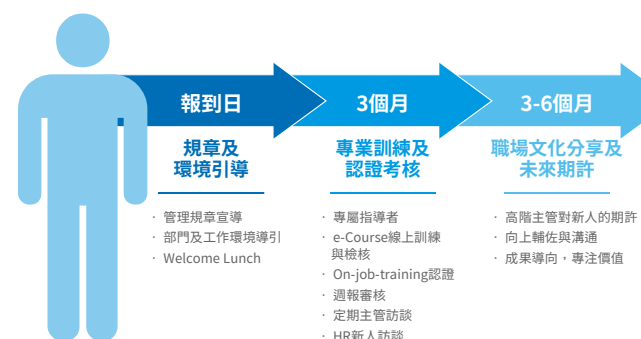 報到日
3個月
3-6個月
規章及
環境引導
專業訓練及
認證考核
職場文化分享及
未來期許
· 管理規章宣導
· 部門及工作環境導引
· Welcome Lunch
· 專屬指導者
· e-Course線上訓練
與檢核
· On-job-training認證
· 週報審核
· 定期主管訪談
· HR新人訪談
· 高階主管對新人的期許
· 向上輔佐與溝通
· 成果導向，專注價值